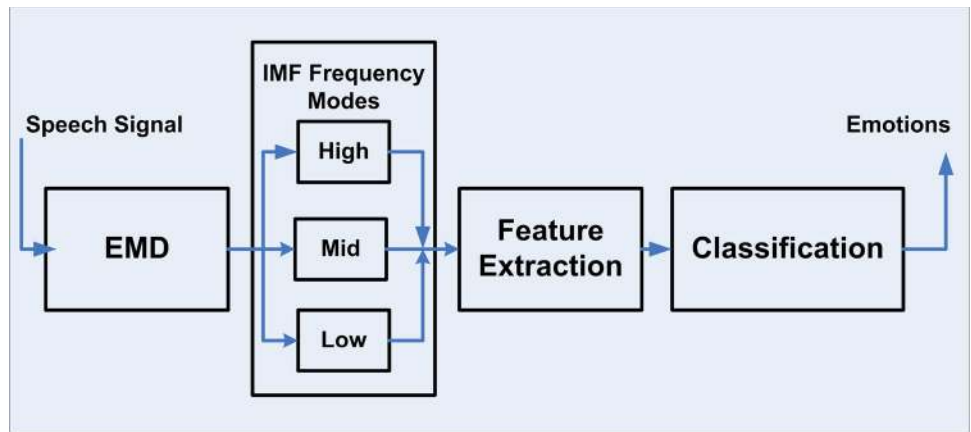 Speech Signal
EMD
IMF Frequency
Modes
High
Mid
Low
Feature
Extraction
Classification
Emotions